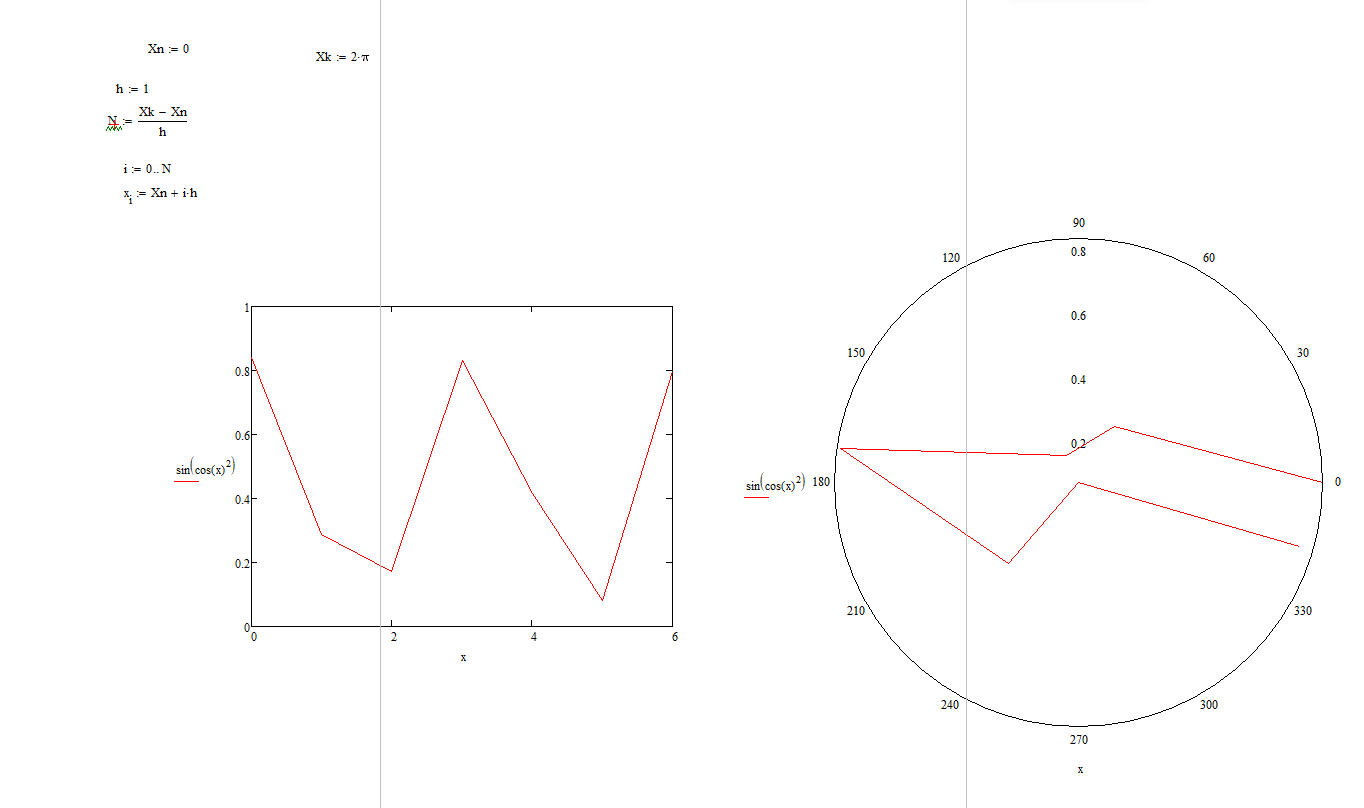 Xn := 0
Xk := 2·π
h := 1
N := (Xk − Xn)/h
i := 0..N
xᵢ := Xn + i·h
1
0.8
0.6
0.4
0.2
0
sin(cos(x)²)
0 2 4 6
x
90
0.8
120 60
0.6
150 30
0.4
0.2
sin(cos(x)²) 180 0
210 330
240 300
270
x